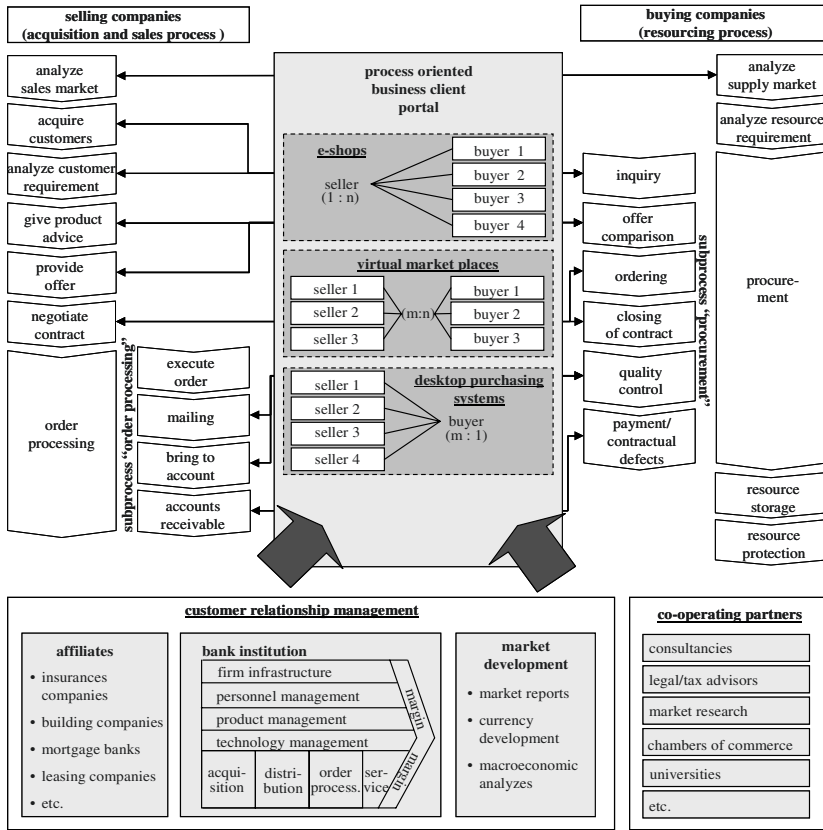 selling companies
(acquisition and sales process )
buying companies
(resourcing process)
analyze
sales market
acquire
customers
analyze customer
requirement
give product
advice
provide
offer
negotiate
contract
order
processing
subprocess “order processing”
execute
order
mailing
bring to
account
accounts
receivable
process oriented
business client
portal
e-shops
seller
(1 : n)
buyer 1
buyer 2
buyer 3
buyer 4
virtual market places
seller 1
seller 2
seller 3
(m:n)
buyer 1
buyer 2
buyer 3
desktop purchasing
systems
seller 1
seller 2
seller 3
seller 4
buyer
(m : 1)
inquiry
offer
comparison
ordering
closing
of contract
quality
control
payment/
contractual
defects
subprocess “procurement”
analyze
supply market
analyze resource
requirement
procure-
ment
resource
storage
resource
protection
customer relationship management
affiliates
• insurances
companies
• building companies
• mortgage banks
• leasing companies
• etc.
bank institution
firm infrastructure
personnel management
product management
technology management
acqui-
sition
distri-
bution
order
process.
ser-
vice
margin
margin
market
development
• market reports
• currency
development
• macroeconomic
analyzes
co-operating partners
consultancies
legal/tax advisors
market research
chambers of commerce
universities
etc.